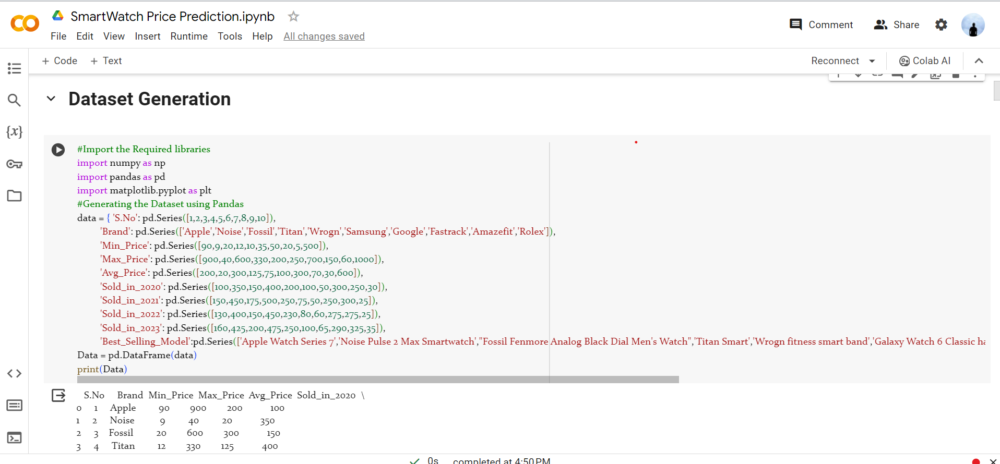 SmartWatch Price Prediction.ipynb
File Edit View Insert Runtime Tools Help All changes saved
Comment Share
+ Code + Text
Reconnect Colab AI
Dataset Generation
#Import the Required libraries
import numpy as np
import pandas as pd
import matplotlib.pyplot as plt
#Generating the Dataset using Pandas
data = { 'S.No': pd.Series([1,2,3,4,5,6,7,8,9,10]),
'Brand': pd.Series(['Apple','Noise','Fossil','Titan','Wrogn','Samsung','Google','Fastrack','Amazefit','Rolex']),
'Min_Price': pd.Series([90,9,20,12,10,35,50,20,5,500]),
'Max_Price': pd.Series([900,40,600,330,200,250,700,150,60,1000]),
'Avg_Price': pd.Series([200,20,300,125,75,100,300,70,30,600]),
'Sold_in_2020': pd.Series([100,350,150,400,200,100,50,300,250,30]),
'Sold_in_2021': pd.Series([150,450,175,500,250,75,50,250,300,25]),
'Sold_in_2022': pd.Series([130,400,150,450,230,80,60,275,275,25]),
'Sold_in_2023': pd.Series([160,425,200,475,250,100,65,290,325,35]),
'Best_Selling_Model':pd.Series(['Apple Watch Series 7','Noise Pulse 2 Max Smartwatch',"Fossil Fenmore Analog Black Dial Men's Watch",'Titan Smart','Wrogn fitness smart band','Galaxy Watch 6 Classic ha
Data = pd.DataFrame(data)
print(Data)
S.No Brand Min_Price Max_Price Avg_Price Sold_in_2020 \
0 1 Apple 90 900 200 100
1 2 Noise 9 40 20 350
2 3 Fossil 20 600 300 150
3 4 Titan 12 330 125 400
0s completed at 4:50 PM